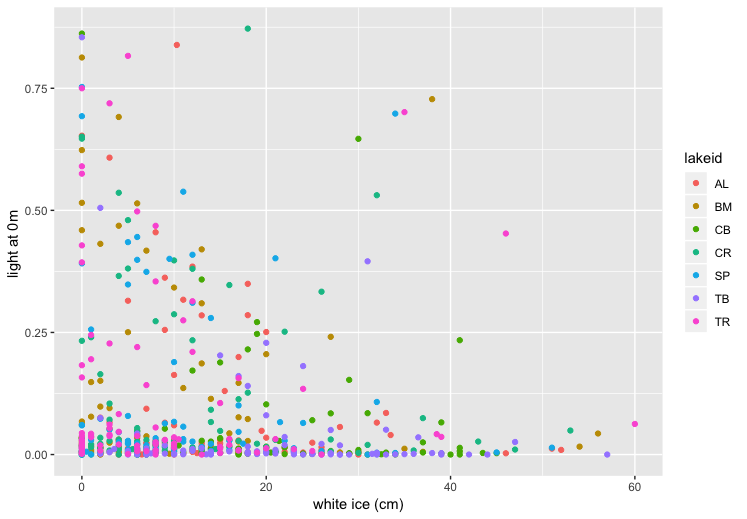 light at 0m
0.75
0.50
0.25
0.00
0
20
40
60
white ice (cm)
lakeid
AL
BM
CB
CR
SP
TB
TR